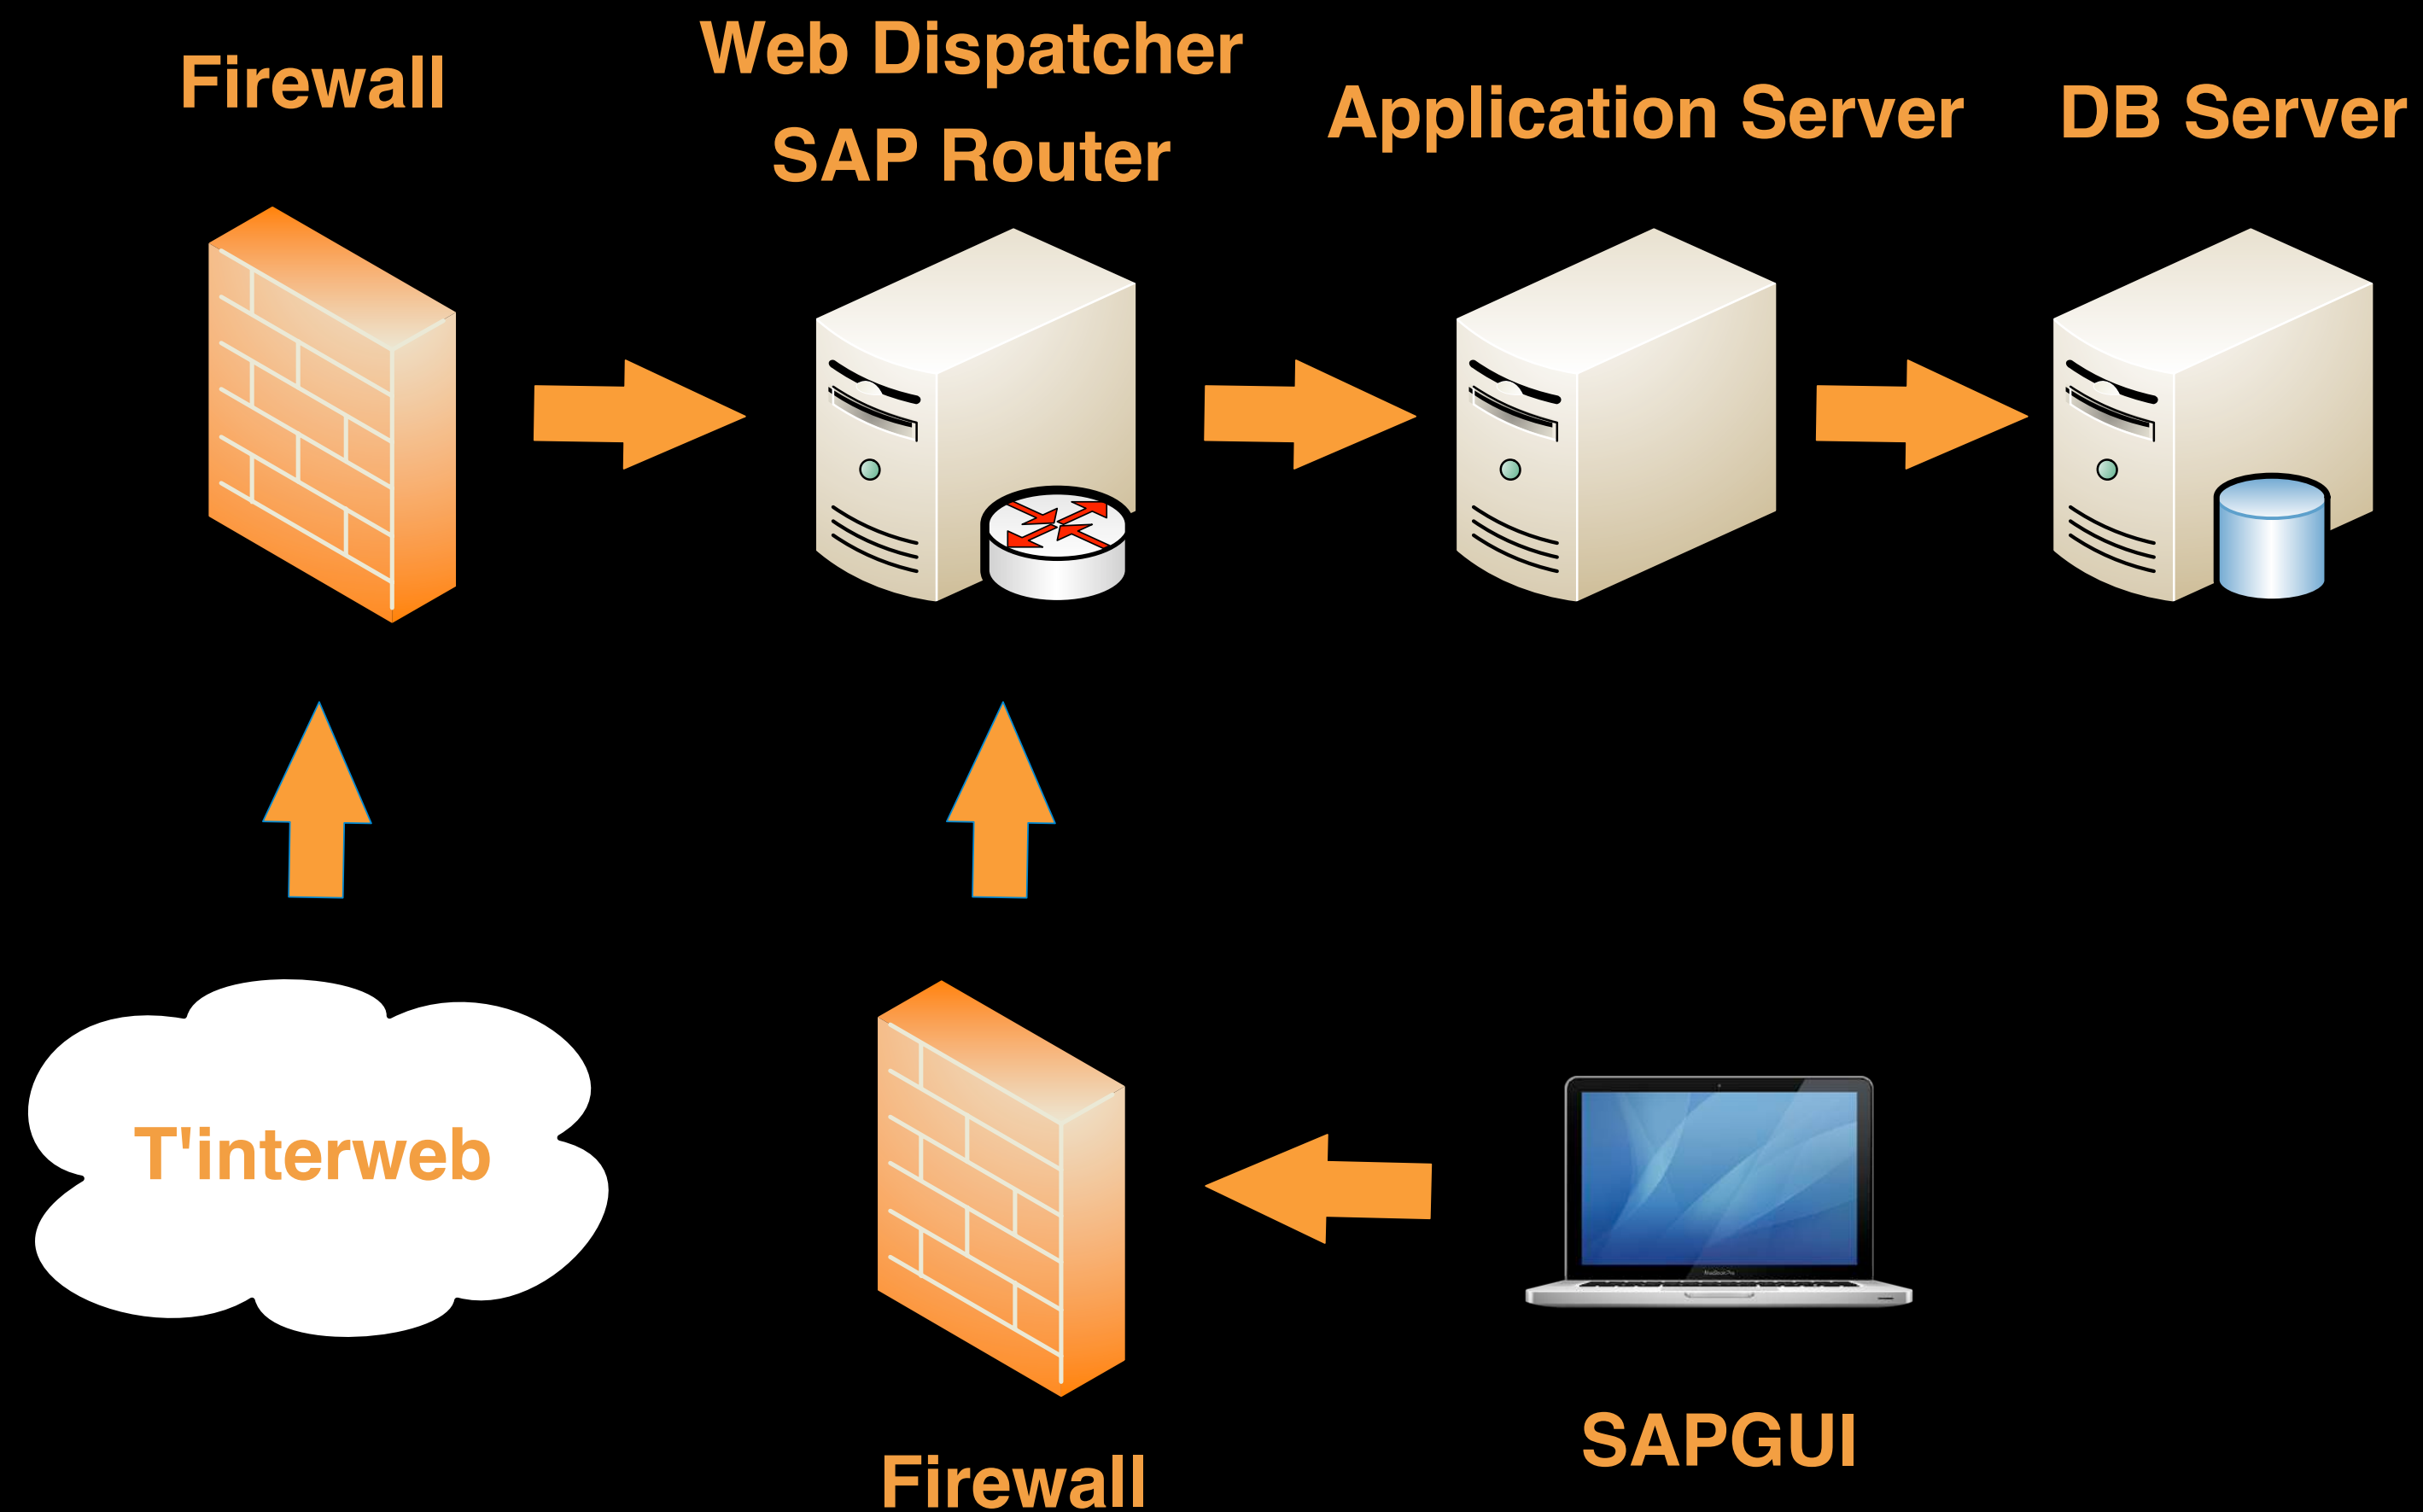 Firewall
Web Dispatcher
SAP Router
Application Server
DB Server
T'interweb
SAPGUI
Firewall